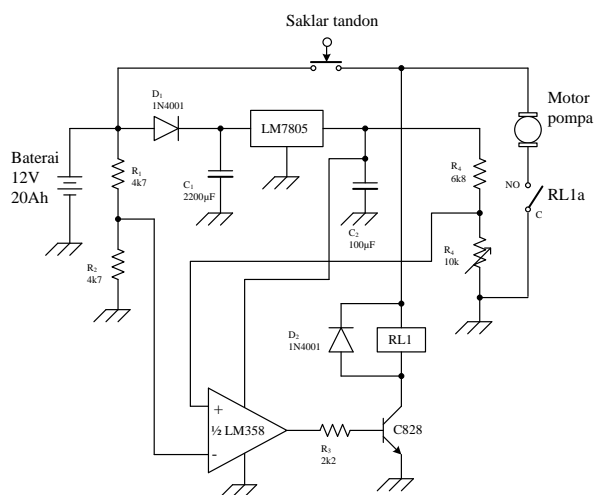 Saklar tandon
D1
1N4001
LM7805
Motor
pompa
Baterai
12V
20Ah
R1
4k7
C1
2200µF
R4
6k8
NO
RL1a
C
C2
100µF
R4
10k
R2
4k7
D2
1N4001
RL1
+
½ LM358
-
C828
R3
2k2